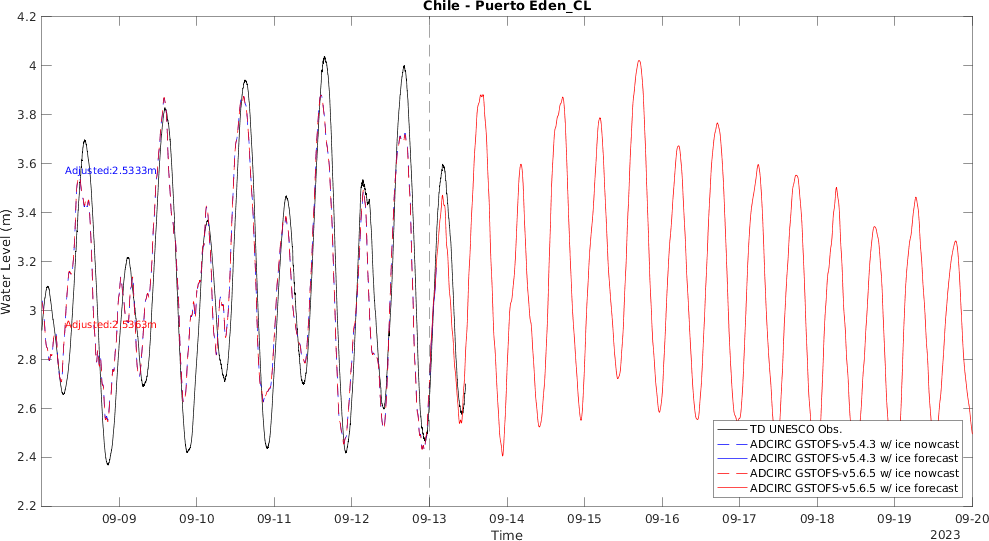 Chile - Puerto Eden_CL
4.2
4
3.8
3.6
3.4
3.2
3
2.8
2.6
2.4
2.2
Water Level (m)
Adjusted:2.5333m
Adjusted:2.5363m
TD UNESCO Obs.
ADCIRC GSTOFS-v5.4.3 w/ ice nowcast
ADCIRC GSTOFS-v5.4.3 w/ ice forecast
ADCIRC GSTOFS-v5.6.5 w/ ice nowcast
ADCIRC GSTOFS-v5.6.5 w/ ice forecast
09-09 09-10 09-11 09-12 09-13 09-14 09-15 09-16 09-17 09-18 09-19 09-20
Time
2023